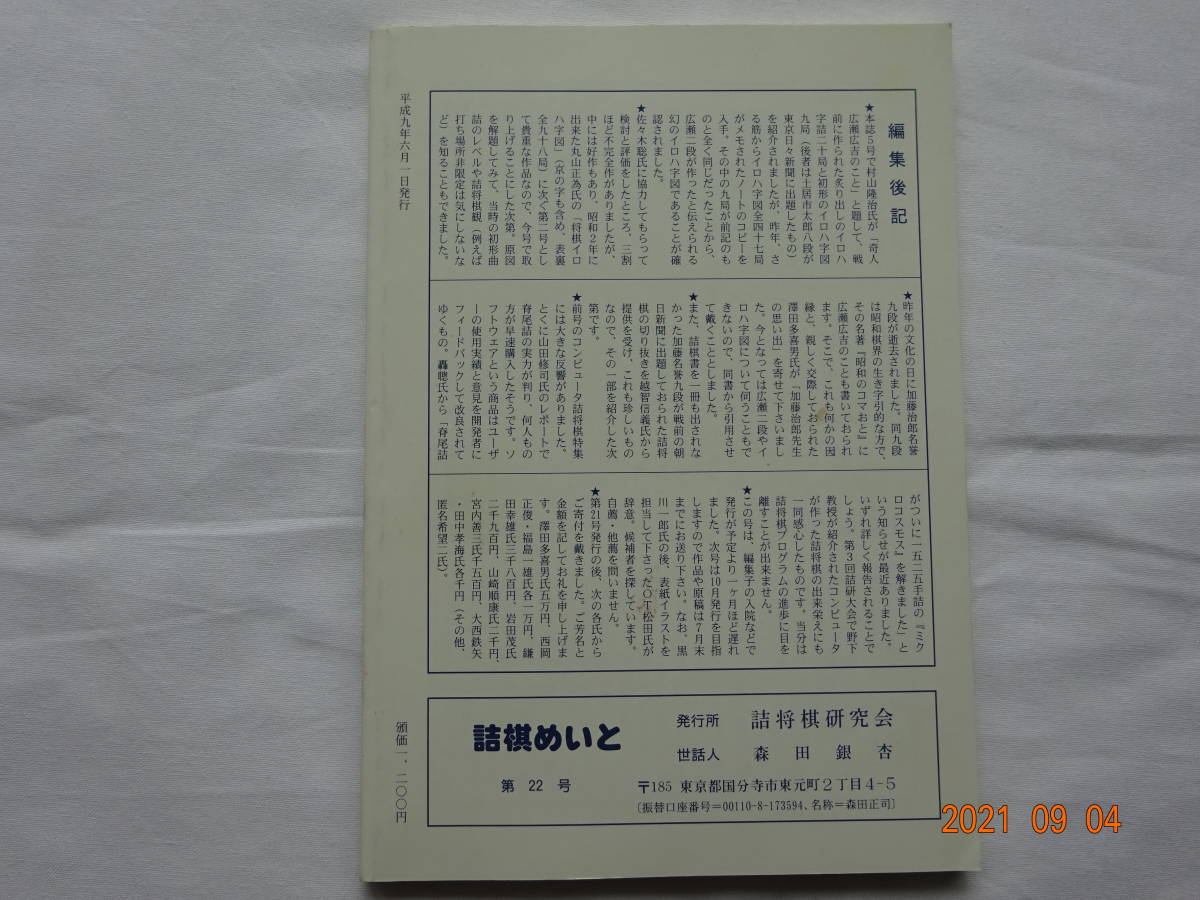 編集後記
★本誌5号で村山隆治氏が「奇人
広瀬広吉のこと」と題して、戦
前に作られた炙り出しのイロハ
字詰二十局と初形のイロハ字図
九局(後者は土居市太郎八段が
東京日々新聞に出題したもの)
を紹介されましたが、昨年、さ
る筋からイロハ字図全四十七局
がメモされたノートのコピーを
入手。その中の九局が前記のも
のと全く同じだったことから、
広瀬二段が作ったと伝えられる
幻のイロハ字図であることが確
認されました。
★佐々木聡氏に協力してもらって
検討と評価をしたところ、三割
ほど不完全作がありましたが、
中には好作もあり、昭和2年に
出来た丸山正為氏の「将棋イロ
ハ字図」(京の字も含め、表裏
全九十八局)に次ぐ第二号とし
て貴重な作品なので、今号で取
り上げることにした次第。原図
を解題してみて、当時の初形曲
詰のレベルや詰将棋観(例えば
打ち場所非限定は気にしないな
ど)を知ることもできました。
★昨年の文化の日に加藤治郎名誉
九段が逝去されました。同九段
は昭和棋界の生き字引的な方で、
その名著『昭和のコマおと』に
広瀬広吉のことも書いておられ
ます。そこで、これも何かの因
縁と、親しく交際しておられた
澤田多喜男氏が「加藤治郎先生
の思い出」を寄せて下さいまし
た。今となっては広瀬二段やイ
ロハ字図について伺うこともで
きないので、同書から引用させ
て戴くこととしました。
★また、詰棋書を一冊も出されな
かった加藤名誉九段が戦前の朝
日新聞に出題しておられた詰将
棋の切り抜きを越智信義氏から
提供を受け、これも珍しいもの
なので、その一部を紹介した次
第です。
★前号のコンピュータ詰将棋特集
には大きな反響がありました。
とくに山田修司氏のレポートで
脊尾詰の実力が判り、何人もの
方が早速購入したそうです。ソ
フトウェアという商品はユーザ
ーの使用実績と意見を開発者に
フィードバックして改良されて
ゆくもの。轟聰氏から「脊尾詰
がついに一五二五手詰の『ミク
ロコスモス』を解きました」と
いう知らせが最近ありました。
いずれ詳しく報告されることで
しょう。第3回詰研大会で野下
教授が紹介されたコンピュータ
が作った詰将棋の出来栄えにも
一同感心したものです。当分は
詰将棋プログラムの進歩に目を
離すことが出来ません。
★この号は、編集子の入院などで
発行が予定より一ヶ月ほど遅れ
ました。次号は10月発行を目指
しますので作品や原稿は7月末
までにお送り下さい。なお、黒
川一郎氏の後、表紙イラストを
担当して下さったOT松田氏が
辞意。候補者を探しています。
自薦・他薦を問いません。
★第21号発行の後、次の各氏から
ご寄付を戴きました。ご芳名と
金額を記してお礼を申し上げま
す。澤田多喜男氏五万円、西岡
正俊・福島一雄氏各一万円、鎌
田幸雄氏三千八百円、岩田茂氏
二千九百円、山崎順康氏二千円、
宮内善三氏千五百円、大西鉄矢
・田中孝海氏各千円(その他、
匿名希望二氏)。
平成九年六月一日発行
頒価一、二〇〇円
詰棋めいと
第 22 号
発行所 詰将棋研究会
世話人 森田銀杏
〒185 東京都国分寺市東元町2丁目4-5
(振替口座番号=00110-8-173594、名称=森田正司)
2021 09 04